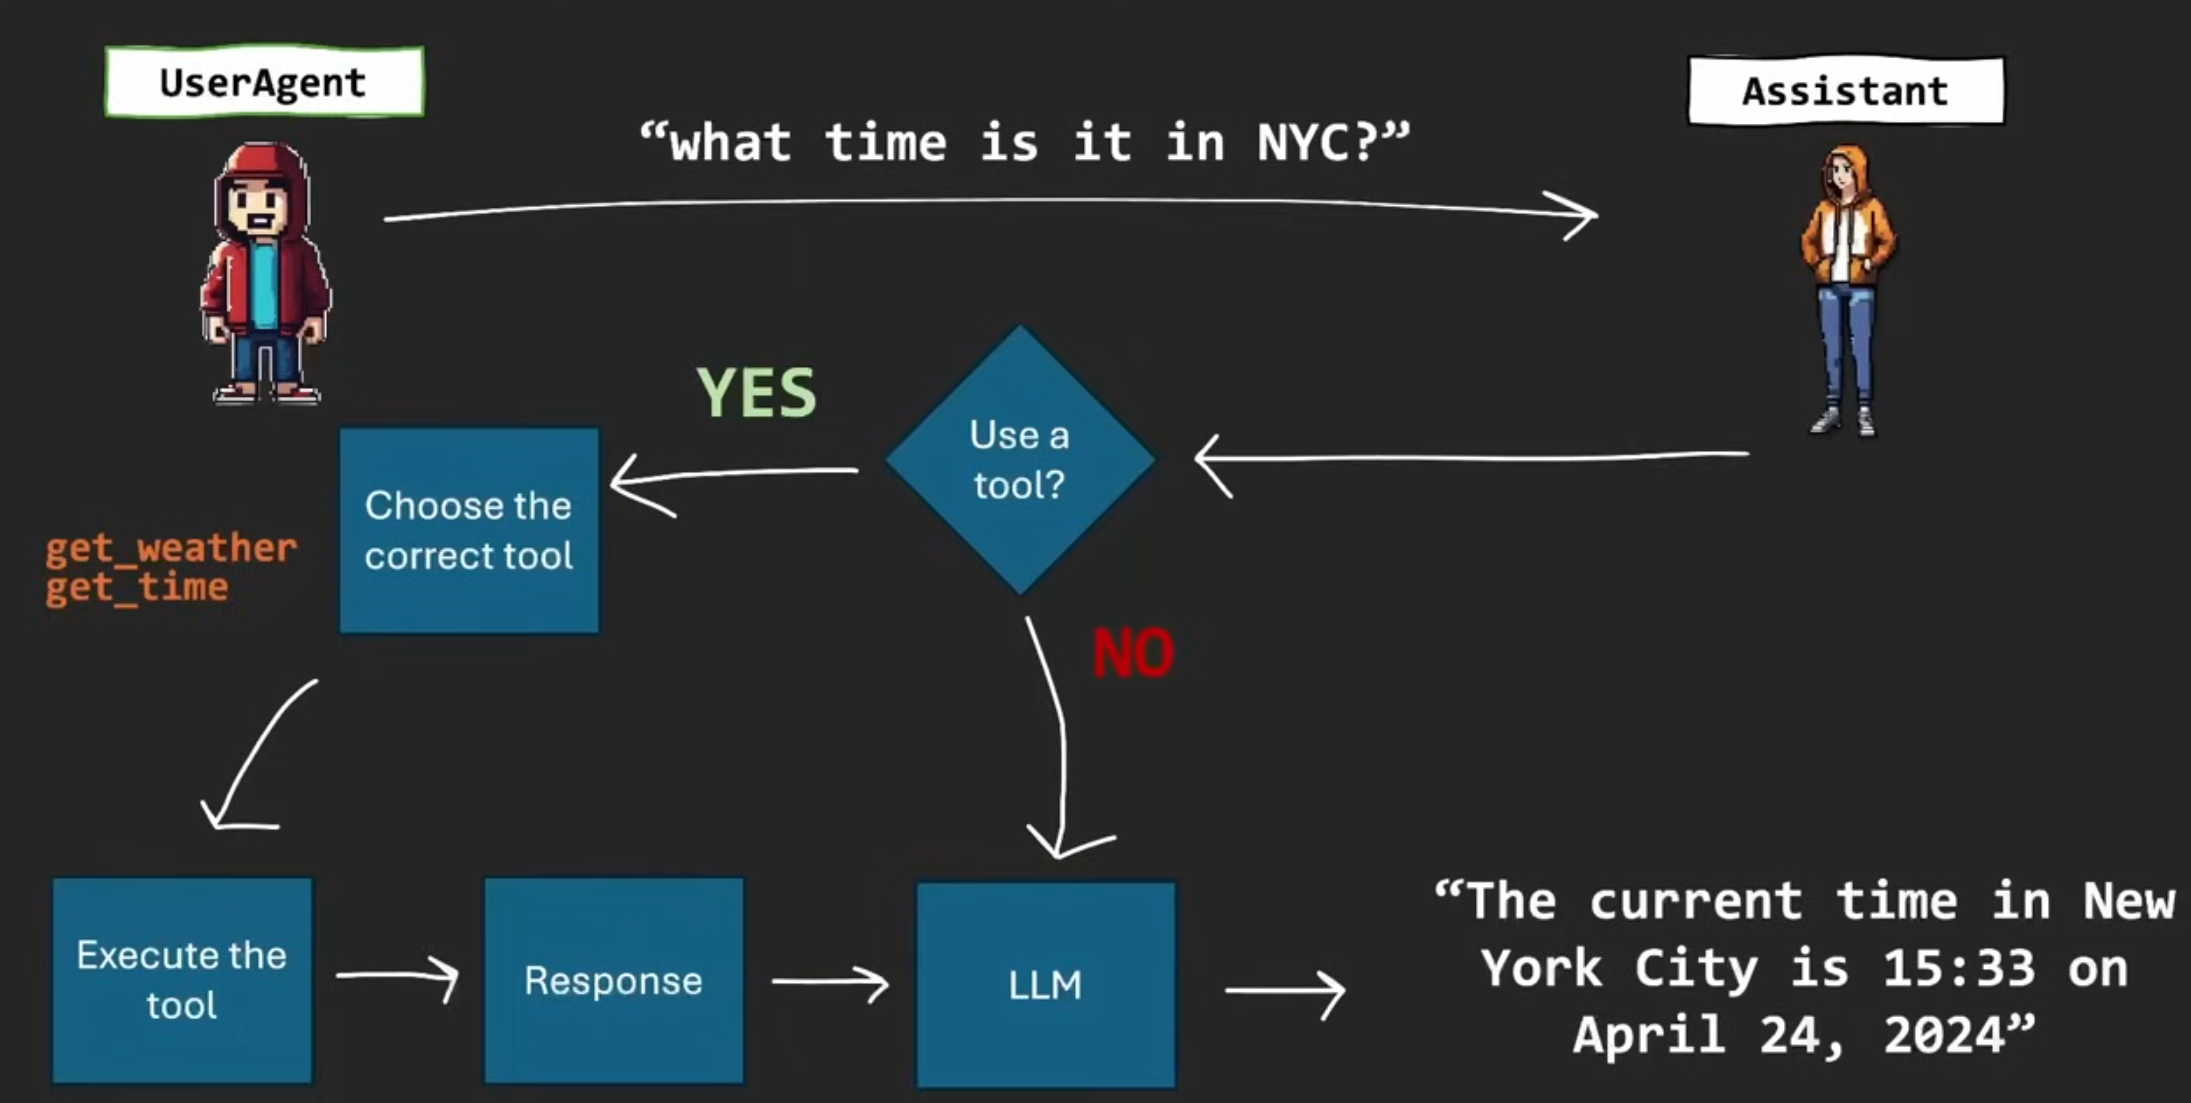 UserAgent
Assistant
“what time is it in NYC?”
YES
Use a
tool?
Choose the
correct tool
get_weather
get_time
NO
Execute the
tool
Response
LLM
“The current time in New
York City is 15:33 on
April 24, 2024”